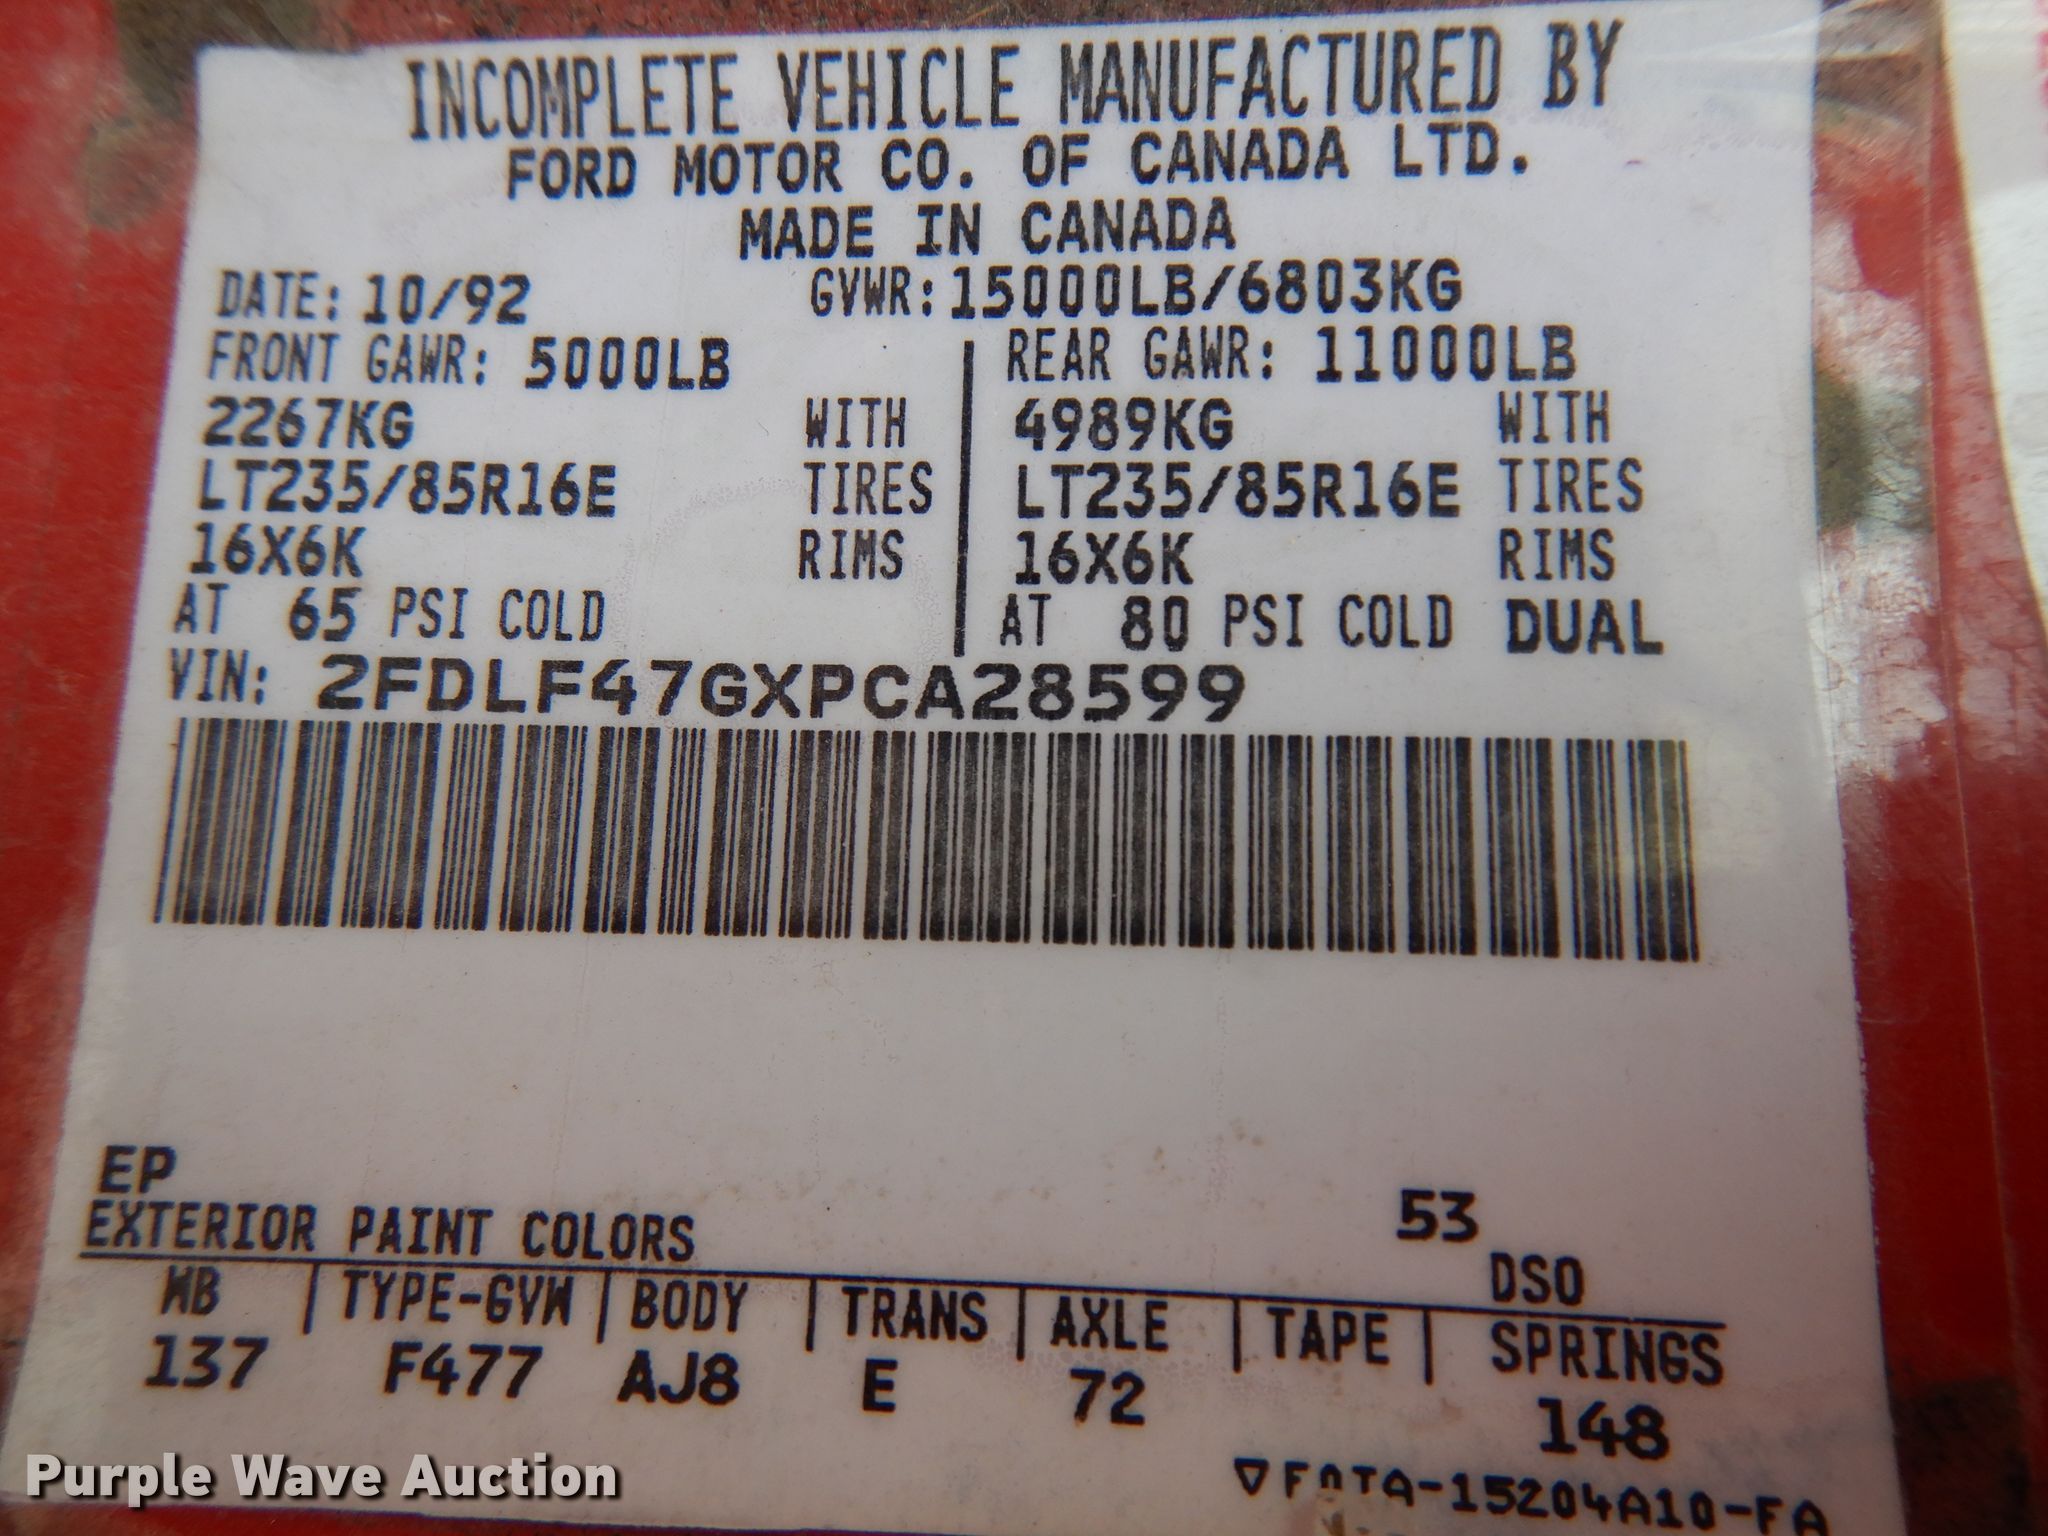 INCOMPLETE VEHICLE MANUFACTURED BY
FORD MOTOR CO. OF CANADA LTD.
MADE IN CANADA
DATE: 10/92 GVWR: 15000LB/6803KG
FRONT GAWR: 5000LB REAR GAWR: 11000LB
2267KG WITH 4989KG WITH
LT235/85R16E TIRES LT235/85R16E TIRES
16X6K RIMS 16X6K RIMS
AT 65 PSI COLD AT 80 PSI COLD DUAL
VIN: 2FDLF47GXPCA28599
EP
EXTERIOR PAINT COLORS 53
DSO
WB | TYPE-GVW | BODY | TRANS | AXLE | TAPE | SPRINGS
137 F477 AJ8 E 72 148
Purple Wave Auction